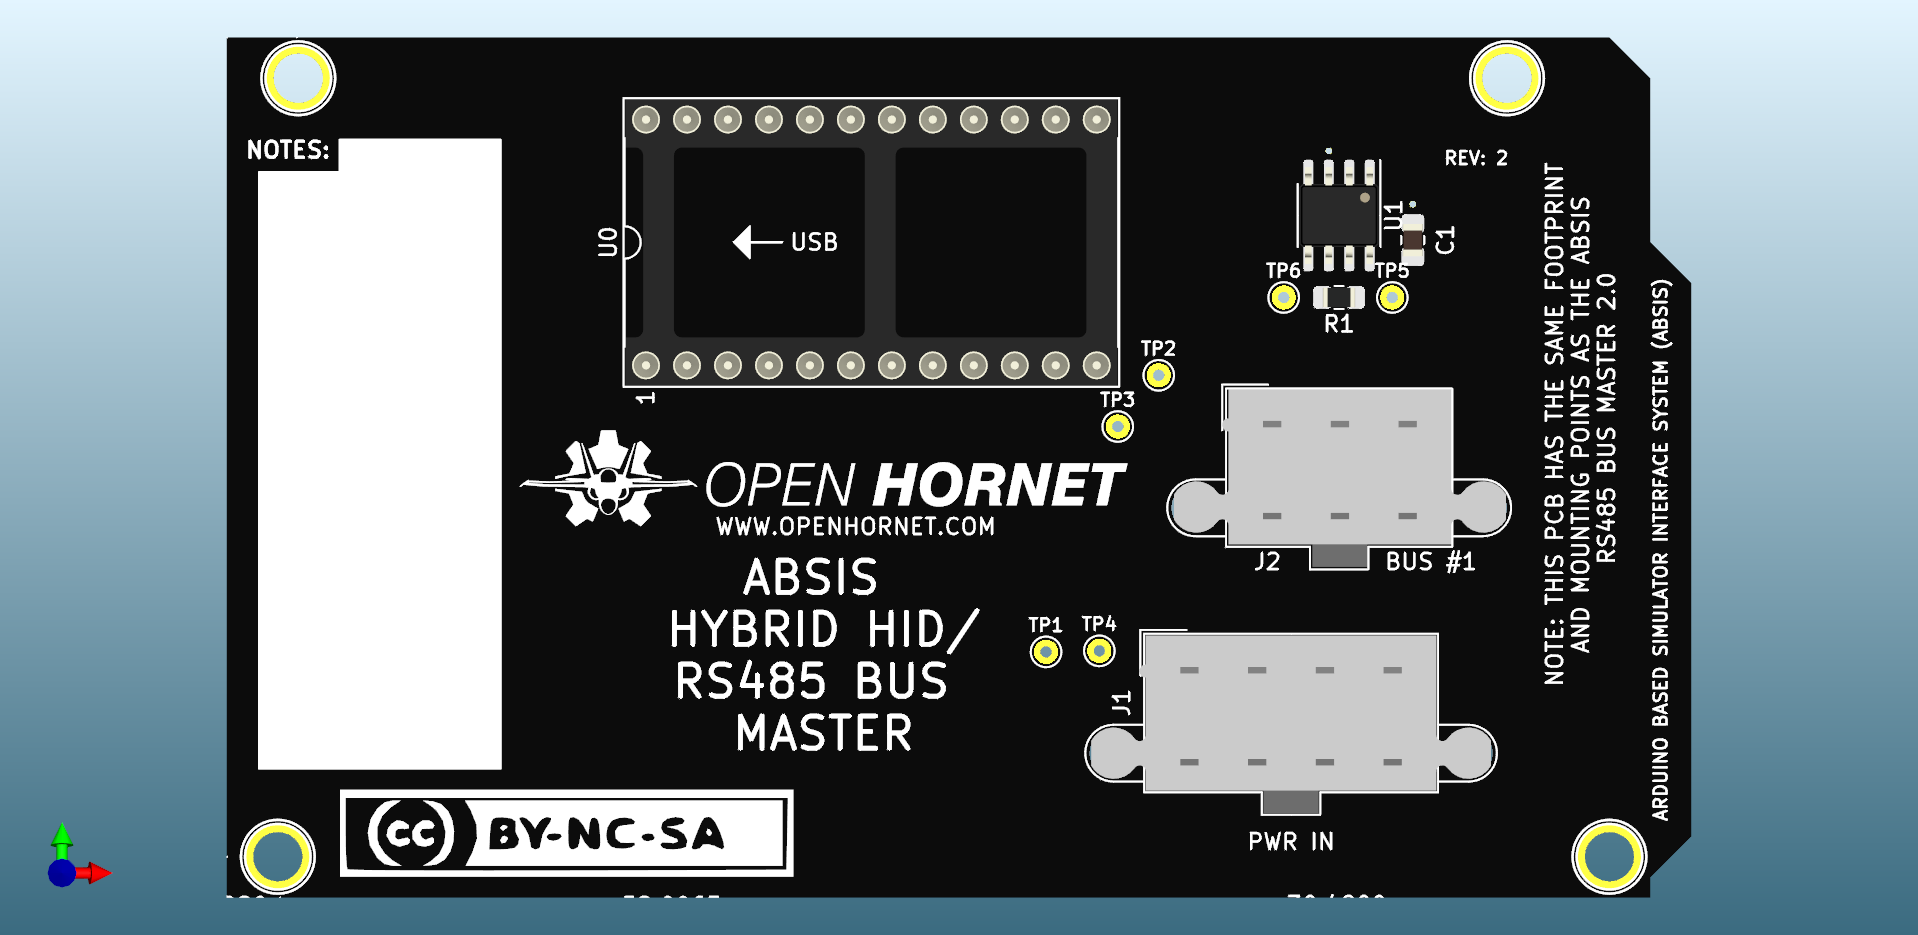 NOTES:
REV: 2
U0
USB
U1
C1
TP6
TP5
R1
TP2
1
TP3
OPEN HORNET
WWW.OPENHORNET.COM
J2
BUS #1
ABSIS
HYBRID HID/
RS485 BUS
MASTER
TP1
TP4
J1
PWR IN
NOTE: THIS PCB HAS THE SAME FOOTPRINT
AND MOUNTING POINTS AS THE ABSIS
RS485 BUS MASTER 2.0
ARDUINO BASED SIMULATOR INTERFACE SYSTEM (ABSIS)
cc BY-NC-SA